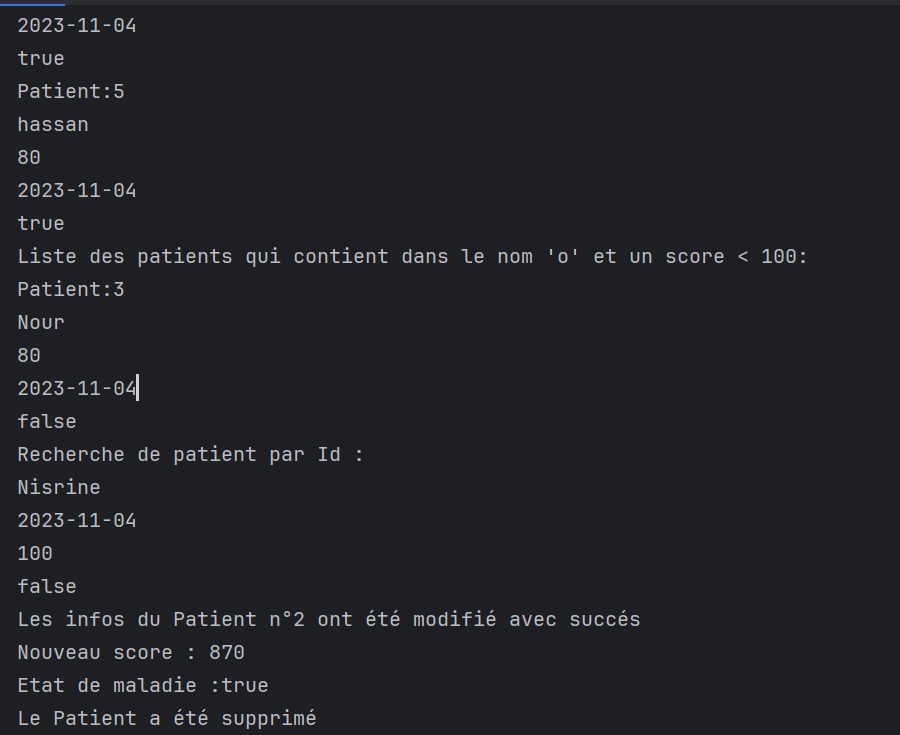 2023-11-04
true
Patient:5
hassan
80
2023-11-04
true
Liste des patients qui contient dans le nom 'o' et un score < 100:
Patient:3
Nour
80
2023-11-04
false
Recherche de patient par Id :
Nisrine
2023-11-04
100
false
Les infos du Patient n°2 ont été modifié avec succés
Nouveau score : 870
Etat de maladie :true
Le Patient a été supprimé